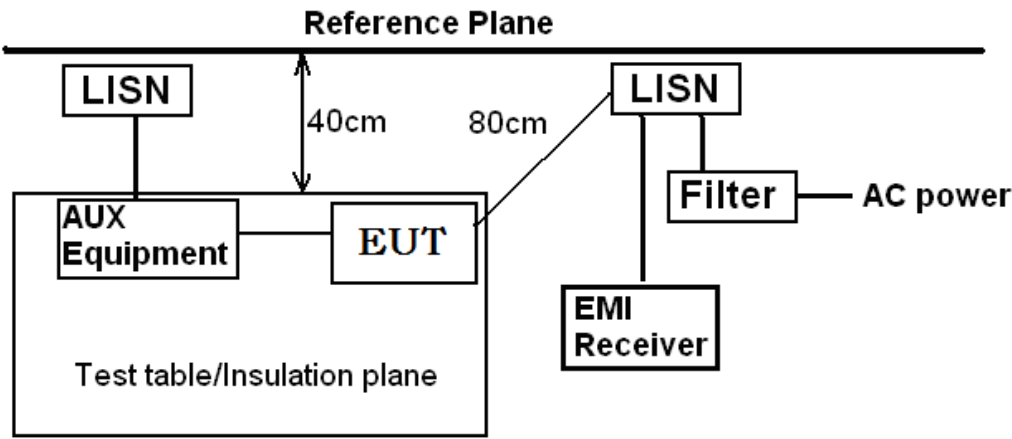 Reference Plane
LISN
40cm
80cm
LISN
Filter
AC power
AUX
Equipment
EUT
EMI
Receiver
Test table/Insulation plane